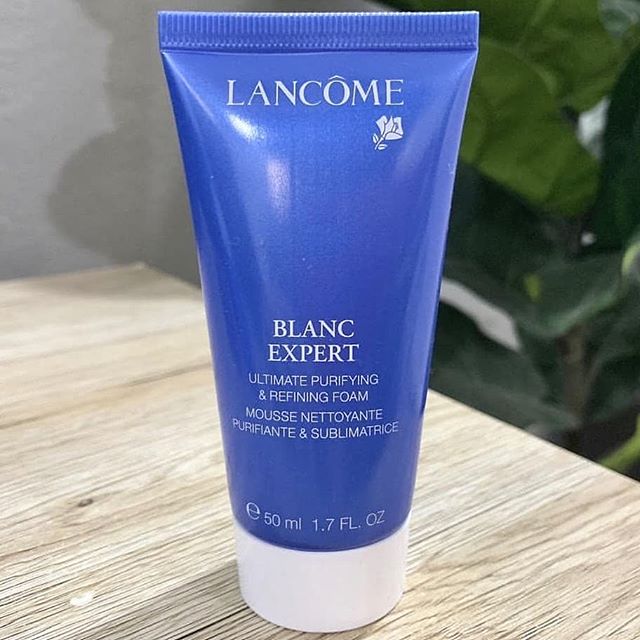 LANCÔME
BLANC
EXPERT
ULTIMATE PURIFYING
& REFINING FOAM
MOUSSE NETTOYANTE
PURIFIANTE & SUBLIMATRICE
℮ 50 ml 1.7 FL. OZ